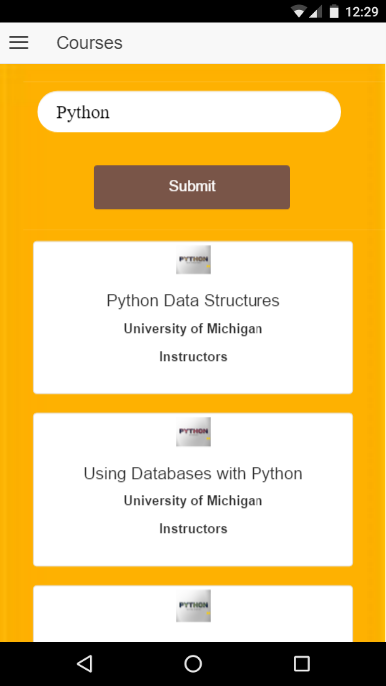 12:29
Courses
Python
Submit
PYTHON
Python Data Structures
University of Michigan
Instructors
PYTHON
Using Databases with Python
University of Michigan
Instructors
PYTHON